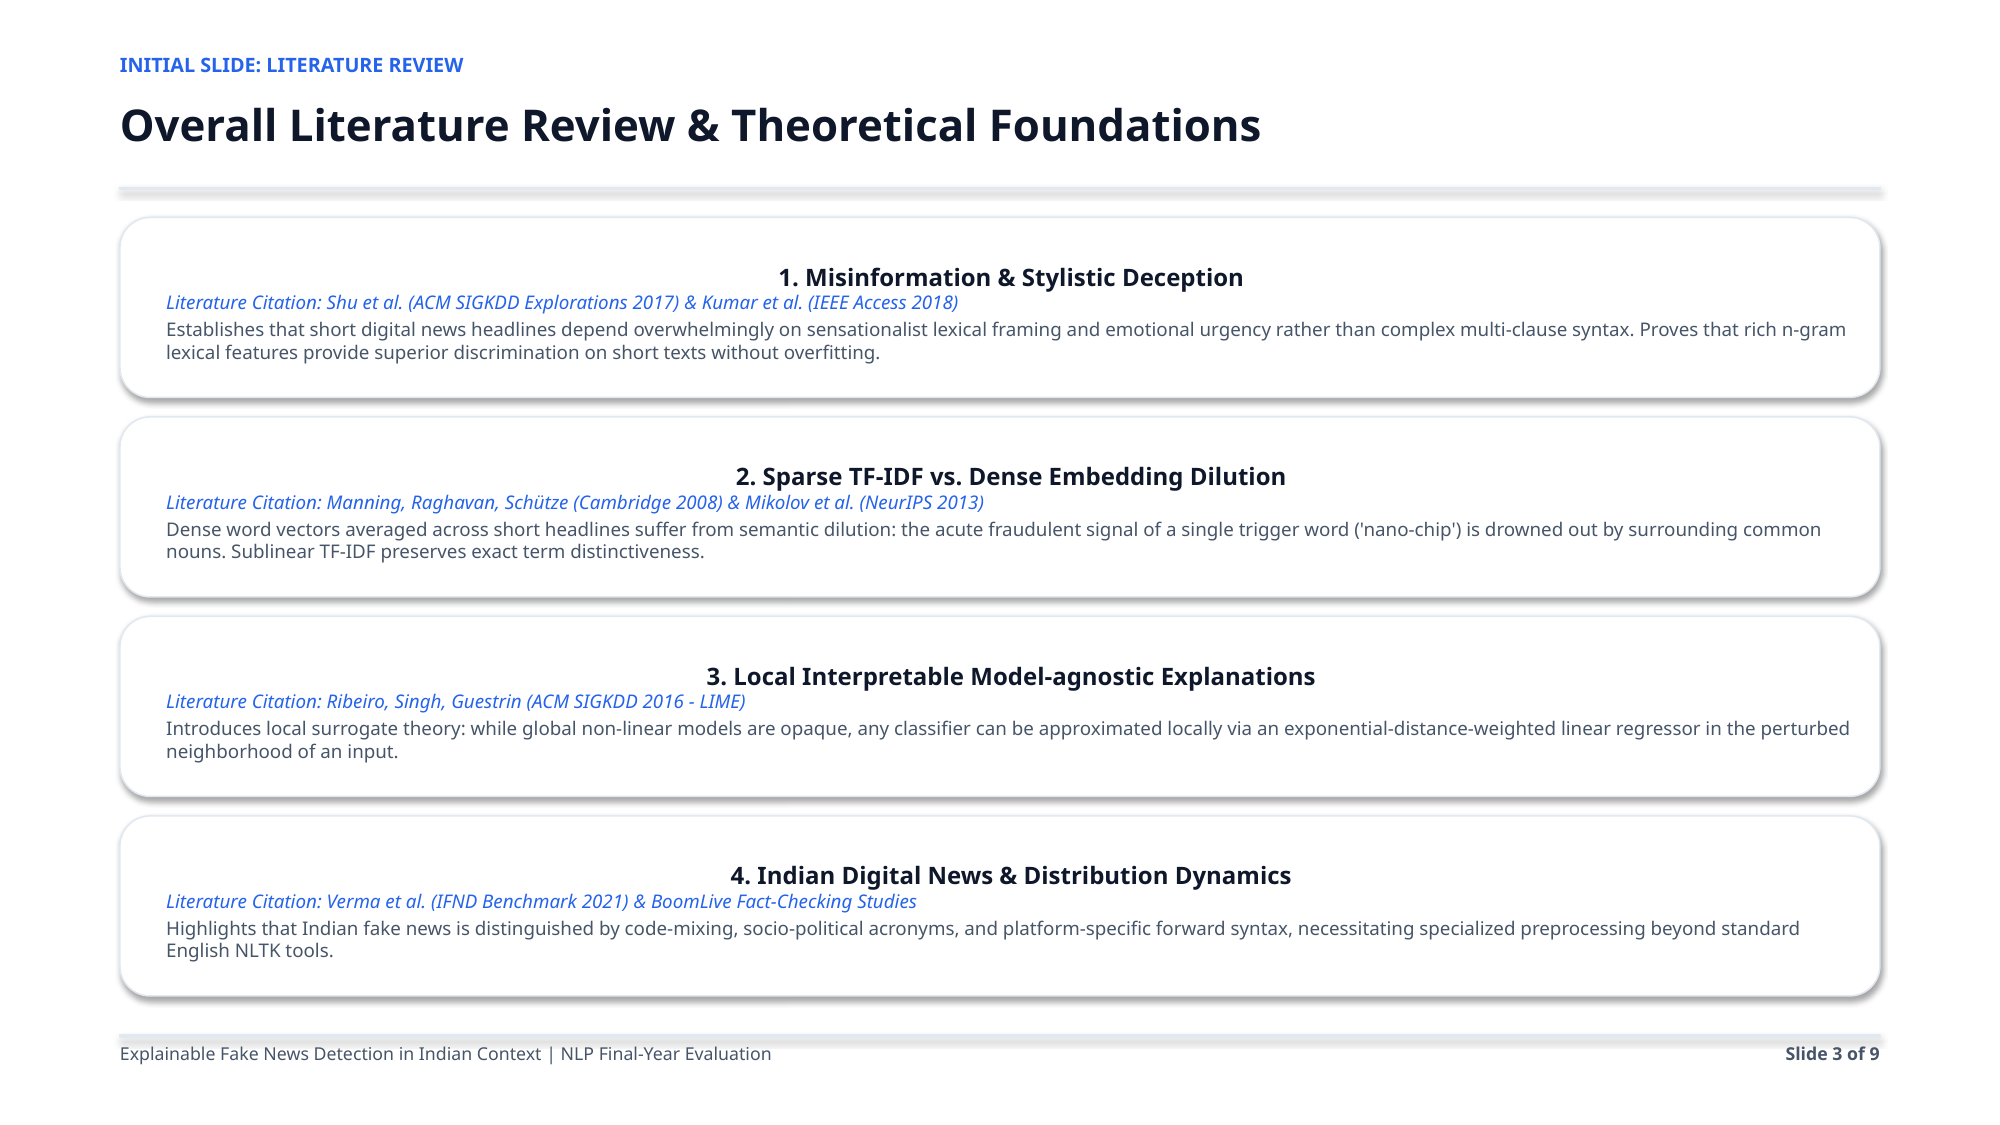 INITIAL SLIDE: LITERATURE REVIEW
Overall Literature Review & Theoretical Foundations
1. Misinformation & Stylistic Deception
Literature Citation: Shu et al. (ACM SIGKDD Explorations 2017) & Kumar et al. (IEEE Access 2018)
Establishes that short digital news headlines depend overwhelmingly on sensationalist lexical framing and emotional urgency rather than complex multi-clause syntax. Proves that rich n-gram
lexical features provide superior discrimination on short texts without overfitting.
2. Sparse TF-IDF vs. Dense Embedding Dilution
Literature Citation: Manning, Raghavan, Schütze (Cambridge 2008) & Mikolov et al. (NeurIPS 2013)
Dense word vectors averaged across short headlines suffer from semantic dilution: the acute fraudulent signal of a single trigger word ('nano-chip') is drowned out by surrounding common
nouns. Sublinear TF-IDF preserves exact term distinctiveness.
3. Local Interpretable Model-agnostic Explanations
Literature Citation: Ribeiro, Singh, Guestrin (ACM SIGKDD 2016 - LIME)
Introduces local surrogate theory: while global non-linear models are opaque, any classifier can be approximated locally via an exponential-distance-weighted linear regressor in the perturbed
neighborhood of an input.
4. Indian Digital News & Distribution Dynamics
Literature Citation: Verma et al. (IFND Benchmark 2021) & BoomLive Fact-Checking Studies
Highlights that Indian fake news is distinguished by code-mixing, socio-political acronyms, and platform-specific forward syntax, necessitating specialized preprocessing beyond standard
English NLTK tools.
Explainable Fake News Detection in Indian Context | NLP Final-Year Evaluation
Slide 3 of 9